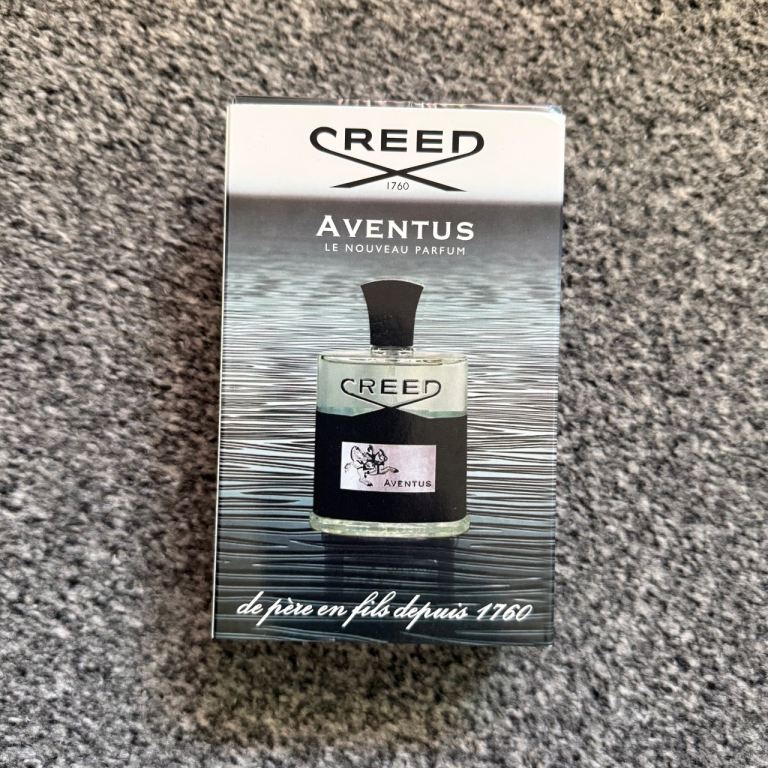 CREED
1760
AVENTUS
LE NOUVEAU PARFUM
CREED
AVENTUS
de père en fils depuis 1760